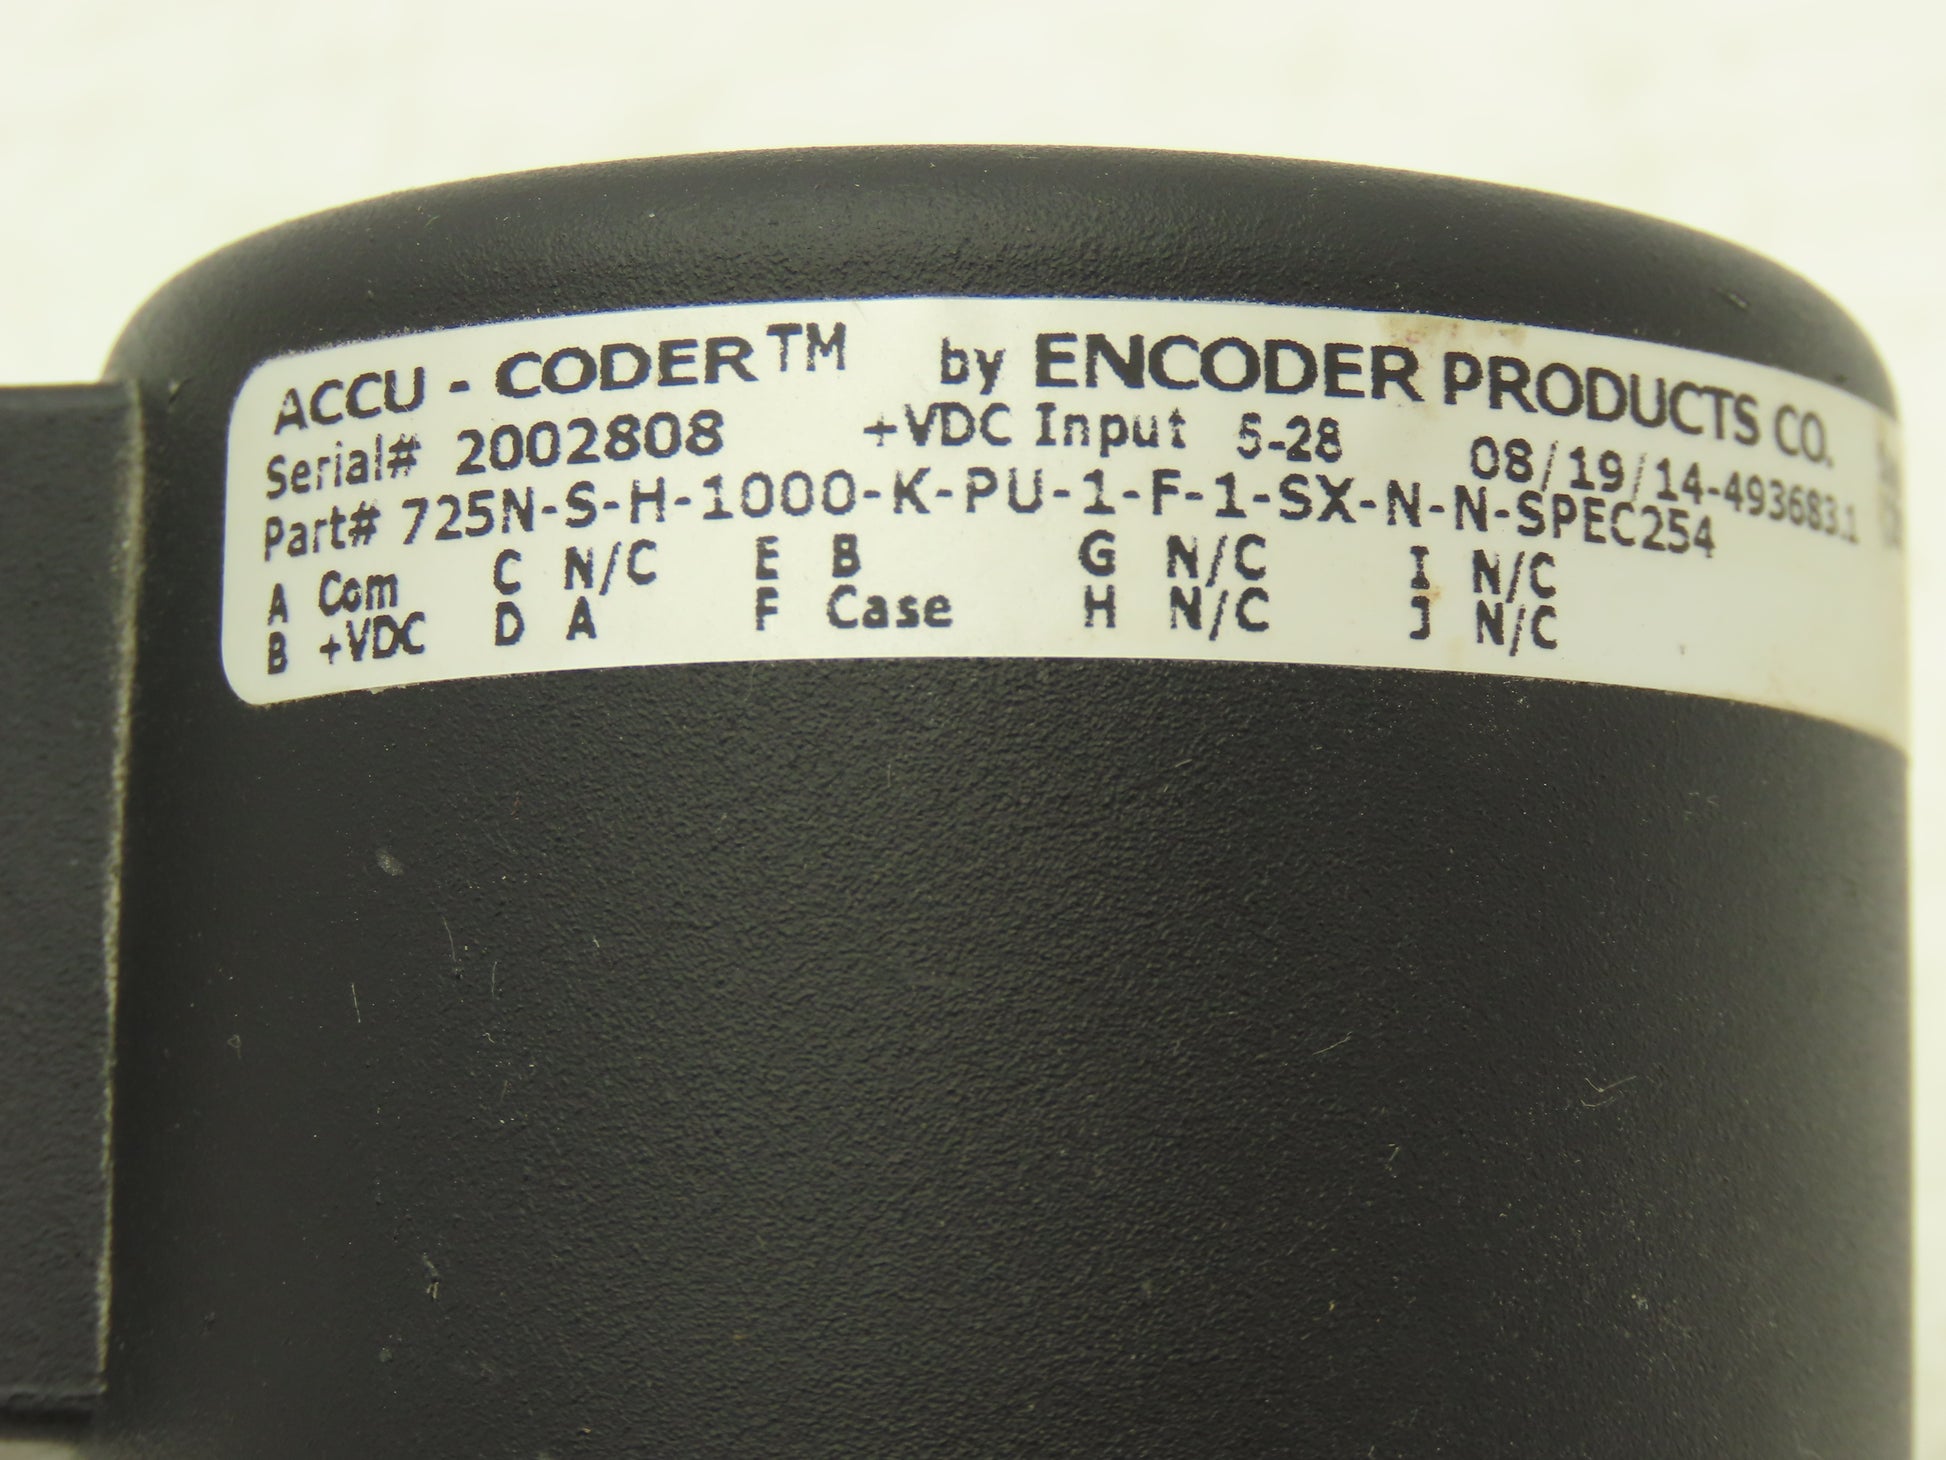 ACCU - CODER™ by ENCODER PRODUCTS CO.
Serial# 2002808 +VDC Input 5-28 08/19/14-493683.1
Part# 725N-S-H-1000-K-PU-1-F-1-SX-N-N-SPEC254
A Com C N/C E B G N/C I N/C
B +VDC D A F Case H N/C J N/C